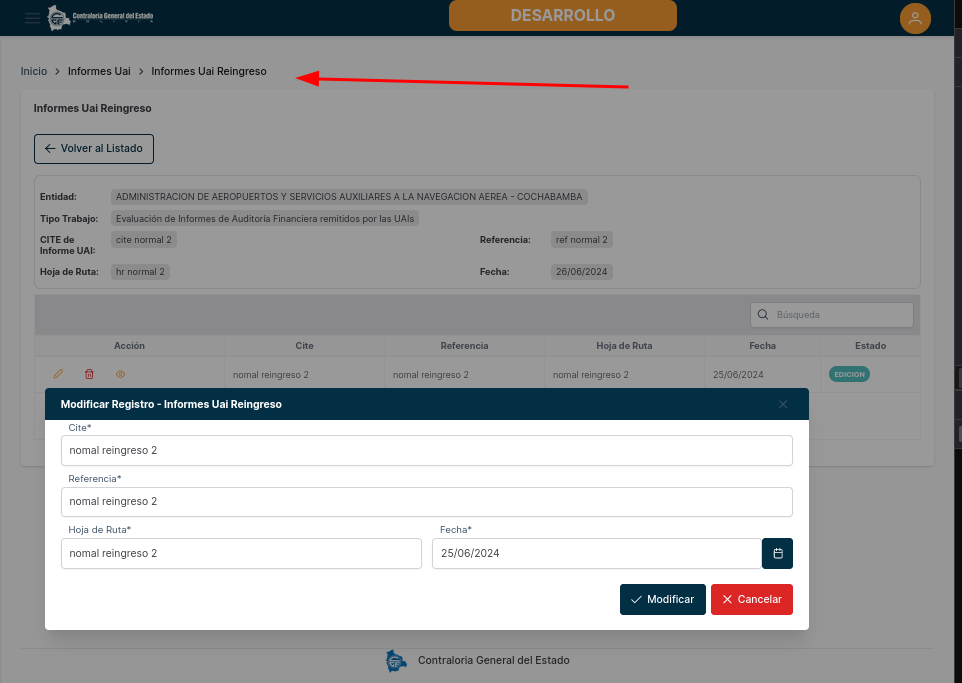 Contraloría General del Estado
DESARROLLO
Inicio > Informes Uai > Informes Uai Reingreso
Informes Uai Reingreso
Volver al Listado
Entidad: ADMINISTRACION DE AEROPUERTOS Y SERVICIOS AUXILIARES A LA NAVEGACION AEREA - COCHABAMBA
Tipo Trabajo: Evaluación de Informes de Auditoría Financiera remitidos por las UAIs
CITE de Informe UAI: cite normal 2 Referencia: ref normal 2
Hoja de Ruta: hr normal 2 Fecha: 26/06/2024
Búsqueda
Acción Cite Referencia Hoja de Ruta Fecha Estado
nomal reingreso 2 nomal reingreso 2 nomal reingreso 2 25/06/2024 EDICION
Modificar Registro - Informes Uai Reingreso
Cite*
nomal reingreso 2
Referencia*
nomal reingreso 2
Hoja de Ruta* Fecha*
nomal reingreso 2 25/06/2024
Modificar Cancelar
Contraloria General del Estado